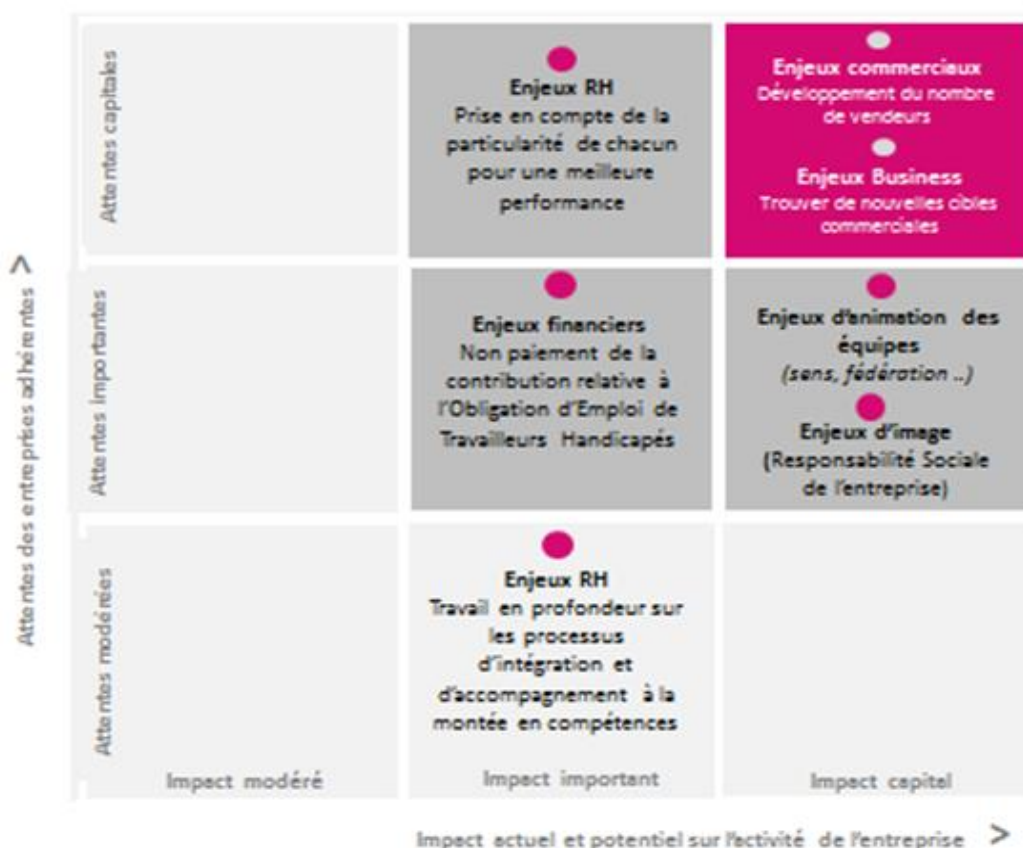 Attentes des entreprises adhérentes >
Attentes capitales
Enjeux RH
Prise en compte de la
particularité de chacun
pour une meilleure
performance
Enjeux commerciaux
Développement du nombre
de vendeurs
Enjeux Business
Trouver de nouvelles cibles
commerciales
Attentes importantes
Enjeux financiers
Non paiement de la
contribution relative à
l'Obligation d'Emploi de
Travailleurs Handicapés
Enjeux d'animation des
équipes
(sens, fédération ..)
Enjeux d'image
(Responsabilité Sociale
de l'entreprise)
Attentes modérées
Enjeux RH
Travail en profondeur sur
les processus
d'intégration et
d'accompagnement à la
montée en compétences
Impact modéré
Impact important
Impact capital
Impact actuel et potentiel sur l'activité de l'entreprise >